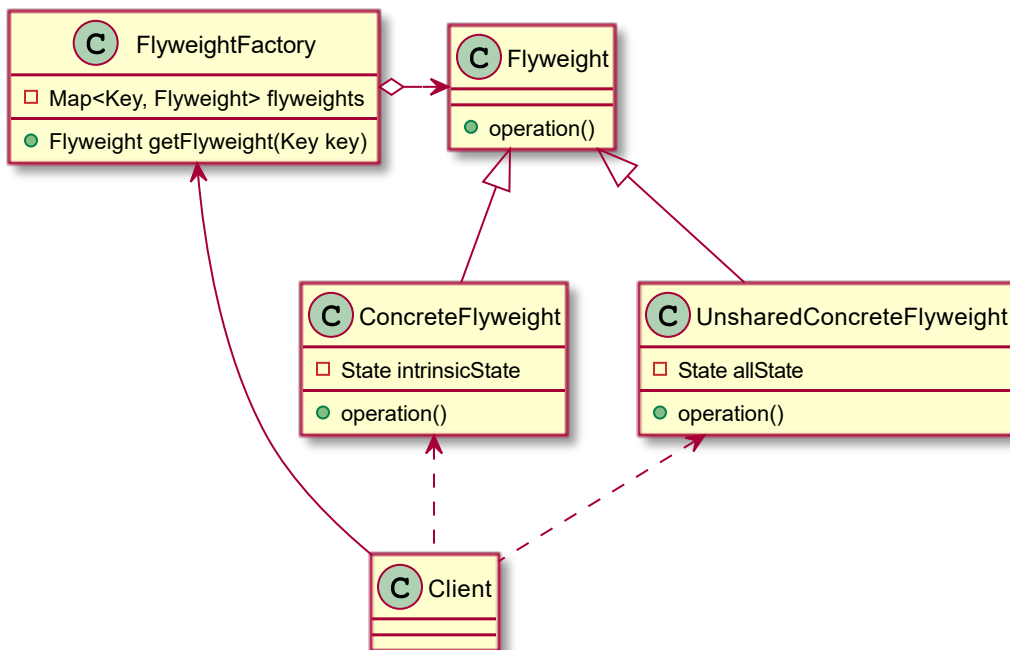 C FlyweightFactory
Map<Key, Flyweight> flyweights
Flyweight getFlyweight(Key key)
C Flyweight
operation()
C ConcreteFlyweight
State intrinsicState
operation()
C UnsharedConcreteFlyweight
State allState
operation()
C Client